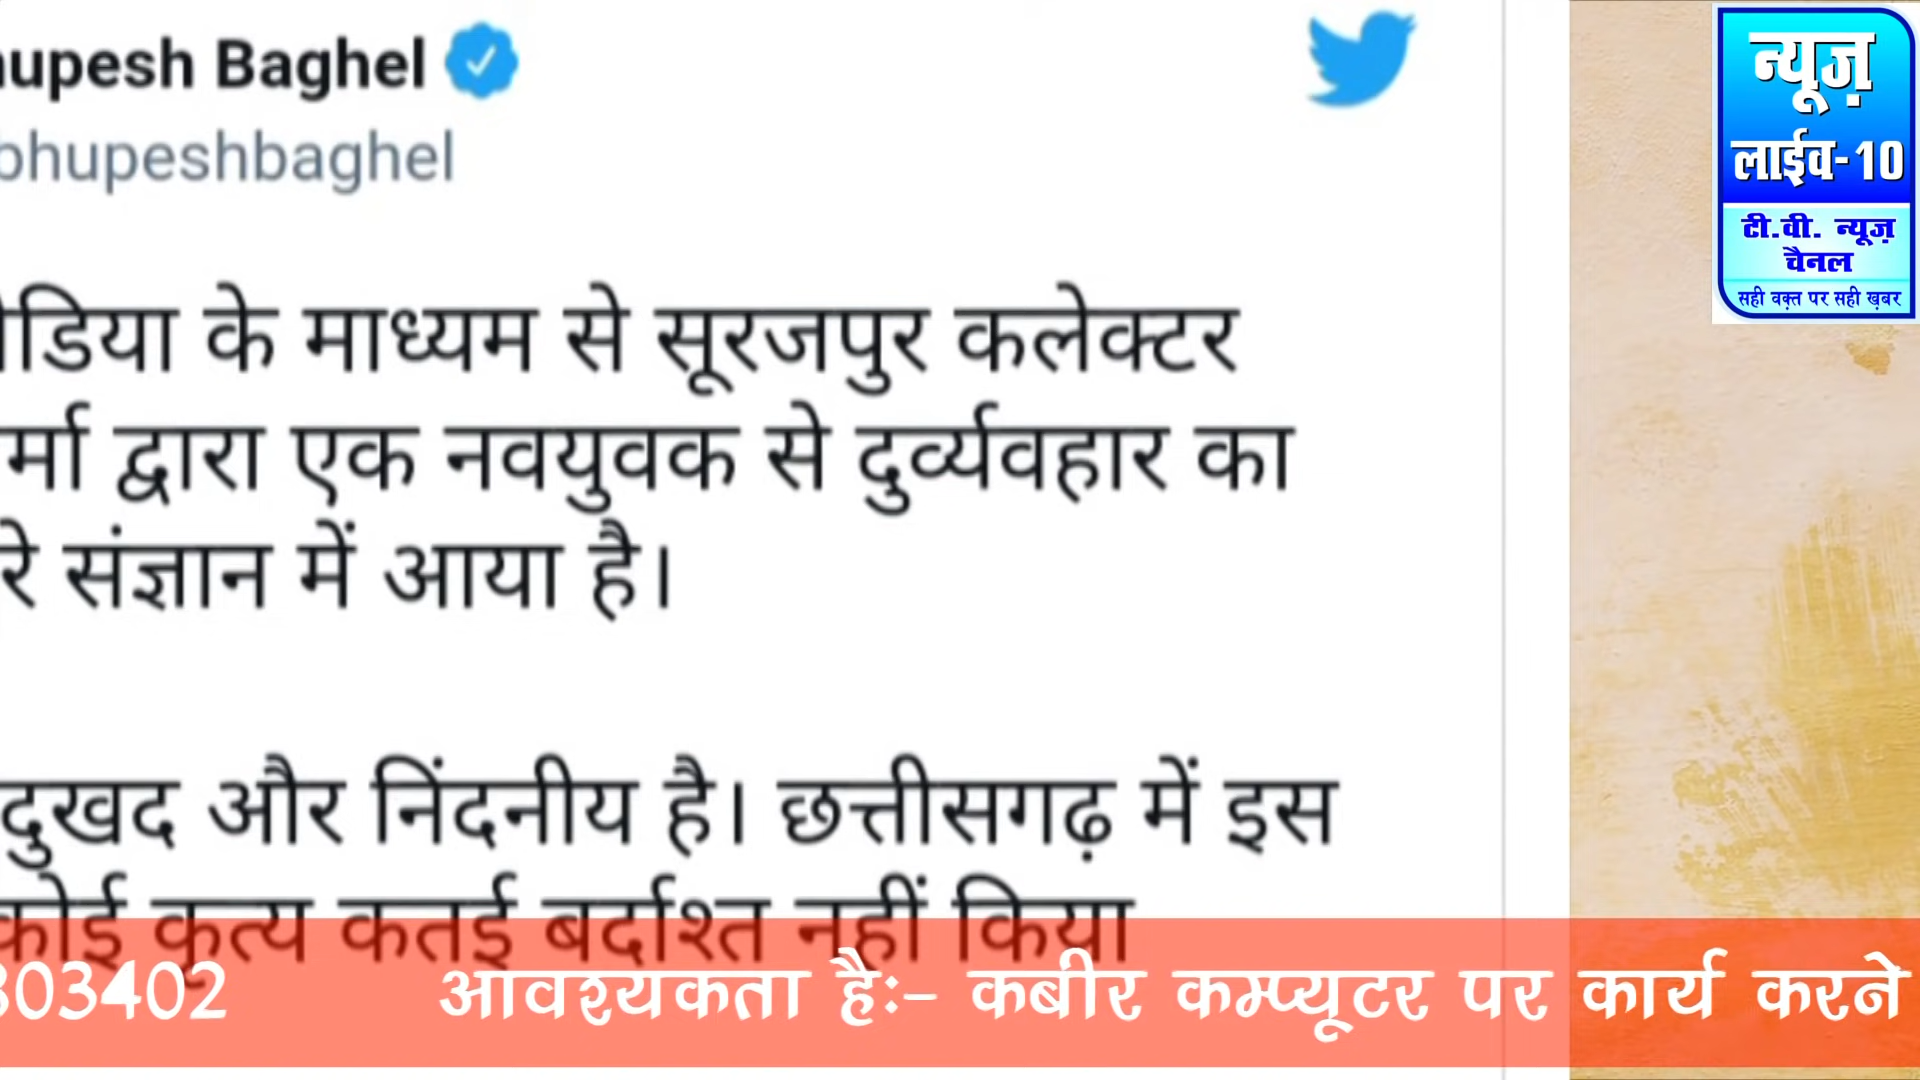 upesh Baghel
bhupeshbaghel
डिया के माध्यम से सूरजपुर कलेक्टर
र्मा द्वारा एक नवयुवक से दुर्व्यवहार का
रे संज्ञान में आया है।
दुखद और निंदनीय है। छत्तीसगढ़ में इस
कोई कृत्य कतई बर्दाश्त नहीं किया
303402 आवश्यकता हैः- कबीर कम्प्यूटर पर कार्य करने
न्यूज़
लाईव-10
टी.वी. न्यूज़
चैनल
सही वक़्त पर सही ख़बर